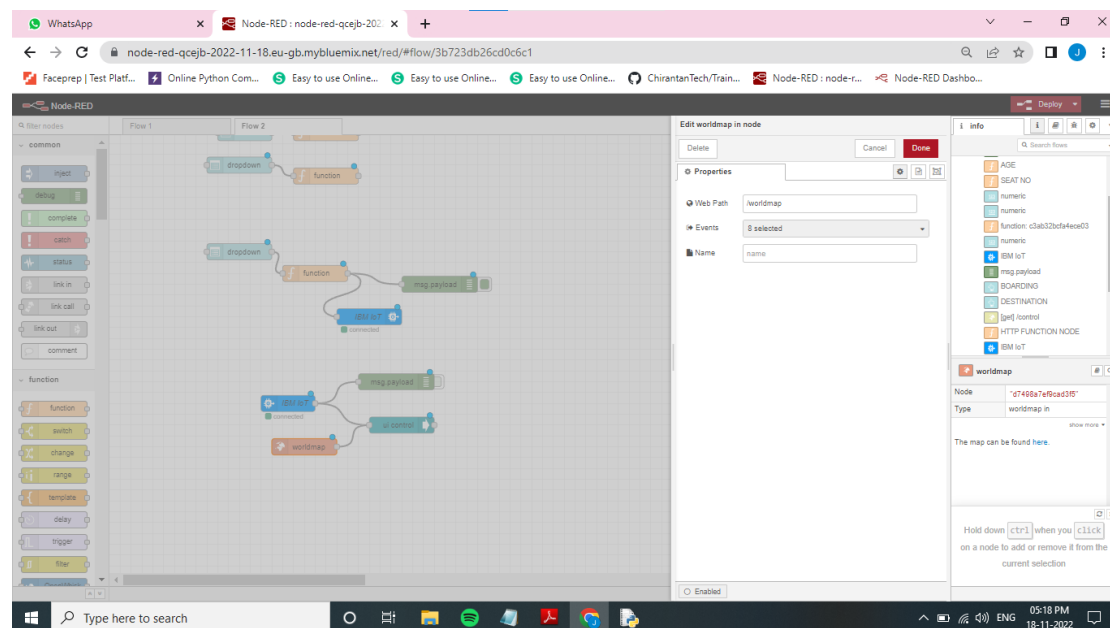 WhatsApp
Node-RED : node-red-qcejb-202
node-red-qcejb-2022-11-18.eu-gb.mybluemix.net/red/#flow/3b723db26cd0c6c1
Faceprep | Test Platf...
Online Python Com...
Easy to use Online...
Easy to use Online...
Easy to use Online...
ChirantanTech/Train...
Node-RED : node-r...
Node-RED Dashbo...
J
Node-RED
Deploy
filter nodes
common
inject
debug
complete
catch
status
link in
link call
link out
comment
function
function
switch
change
range
template
delay
trigger
filter
Flow 1
Flow 2
dropdown
function
dropdown
function
msg.payload
IBM IoT
connected
msg.payload
IBM IoT
connected
ui control
worldmap
Edit worldmap in node
Delete
Cancel
Done
Properties
Web Path
/worldmap
Events
8 selected
Name
name
Enabled
info
Search flows
AGE
SEAT NO
numeric
numeric
function: c3ab32bcfa4ece03
numeric
IBM IoT
msg.payload
BOARDING
DESTINATION
[get] /control
HTTP FUNCTION NODE
IBM IoT
worldmap
Node "d7498a7ef9cad3f5"
Type worldmap in
show more
The map can be found here.
Hold down ctrl when you click
on a node to add or remove it from the
current selection
Type here to search
ENG
05:18 PM
18-11-2022